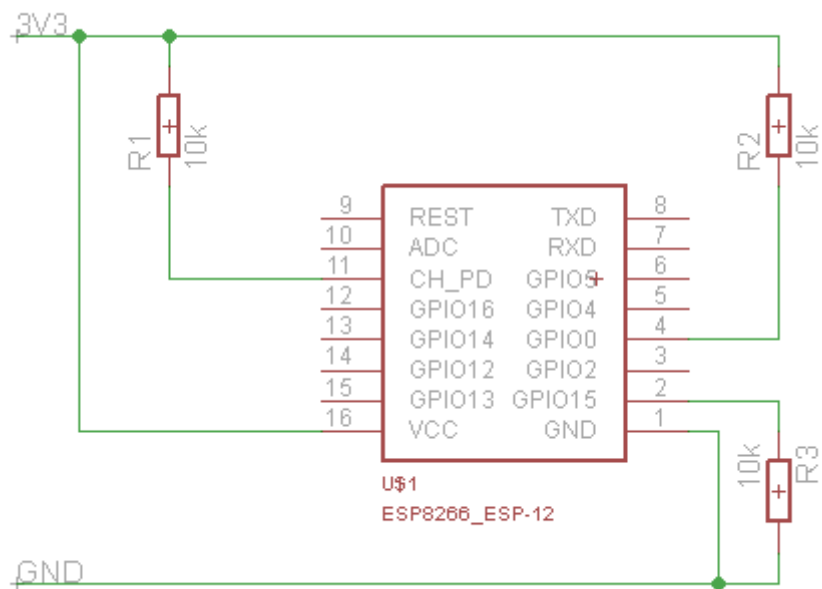 3V3
R1
10k
R2
10k
9 REST TXD 8
10 ADC RXD 7
11 CH_PD GPIO5 6
12 GPIO16 GPIO4 5
13 GPIO14 GPIO0 4
14 GPIO12 GPIO2 3
15 GPIO13 GPIO15 2
16 VCC GND 1
10k
R3
U$1
ESP8266_ESP-12
GND